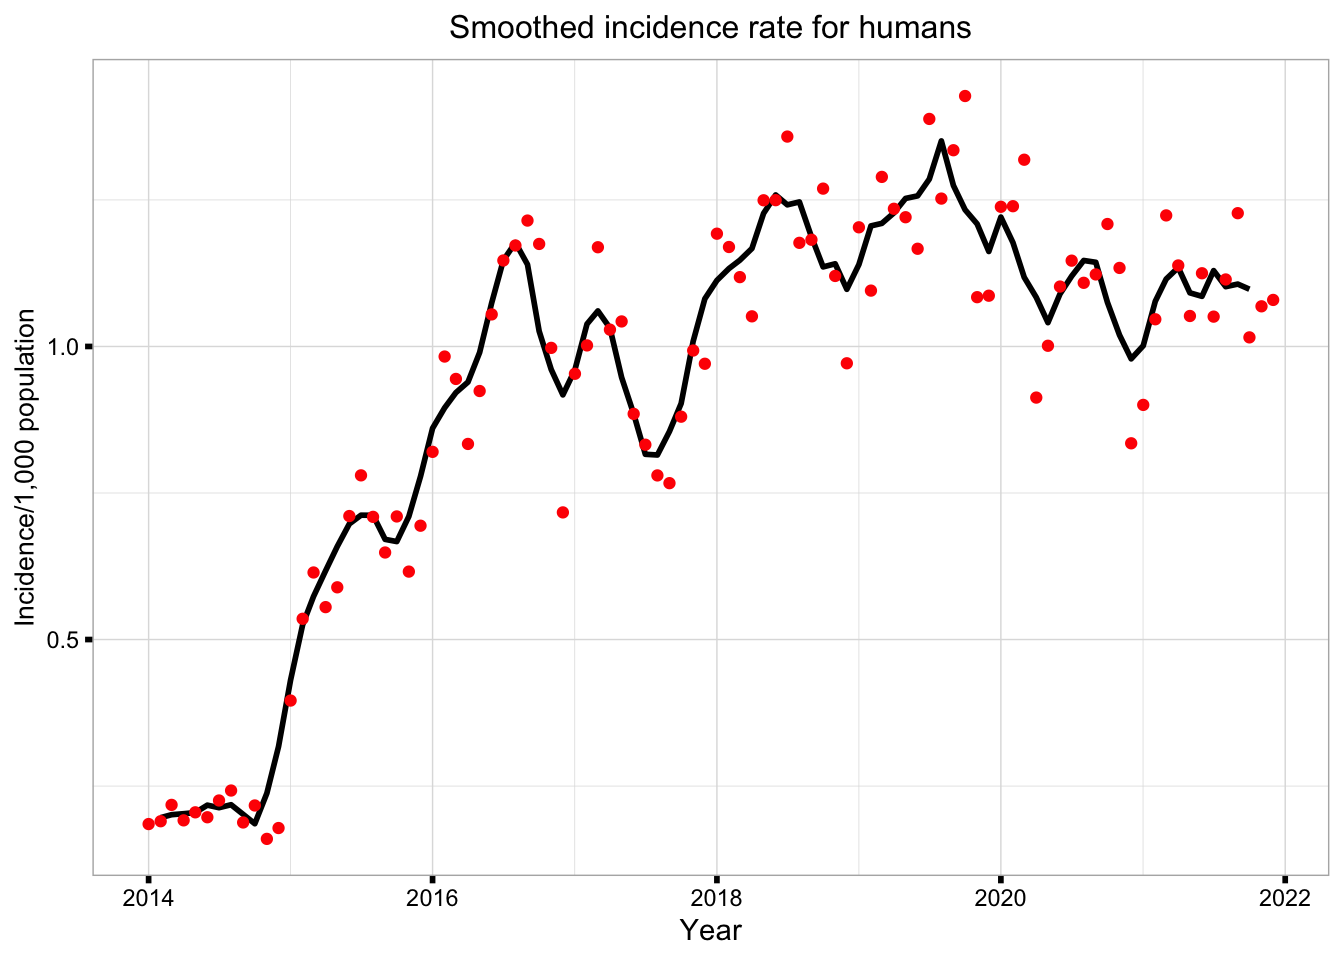 Smoothed incidence rate for humans
Incidence/1,000 population
1.0
0.5
2014 2016 2018 2020 2022
Year